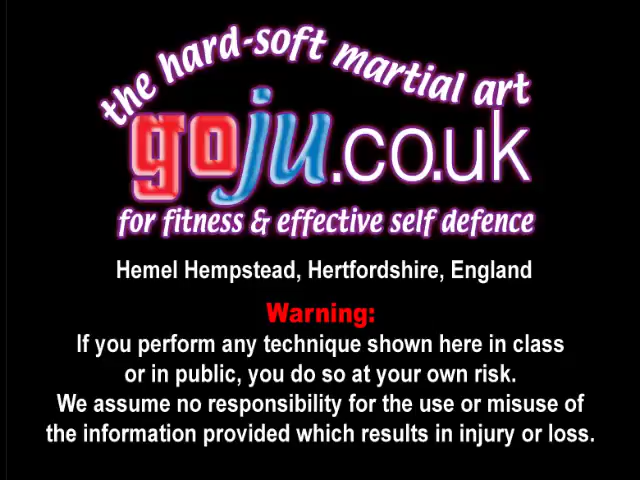 the hard-soft martial art
goju.co.uk
for fitness & effective self defence
Hemel Hempstead, Hertfordshire, England
Warning:
If you perform any technique shown here in class
or in public, you do so at your own risk.
We assume no responsibility for the use or misuse of
the information provided which results in injury or loss.